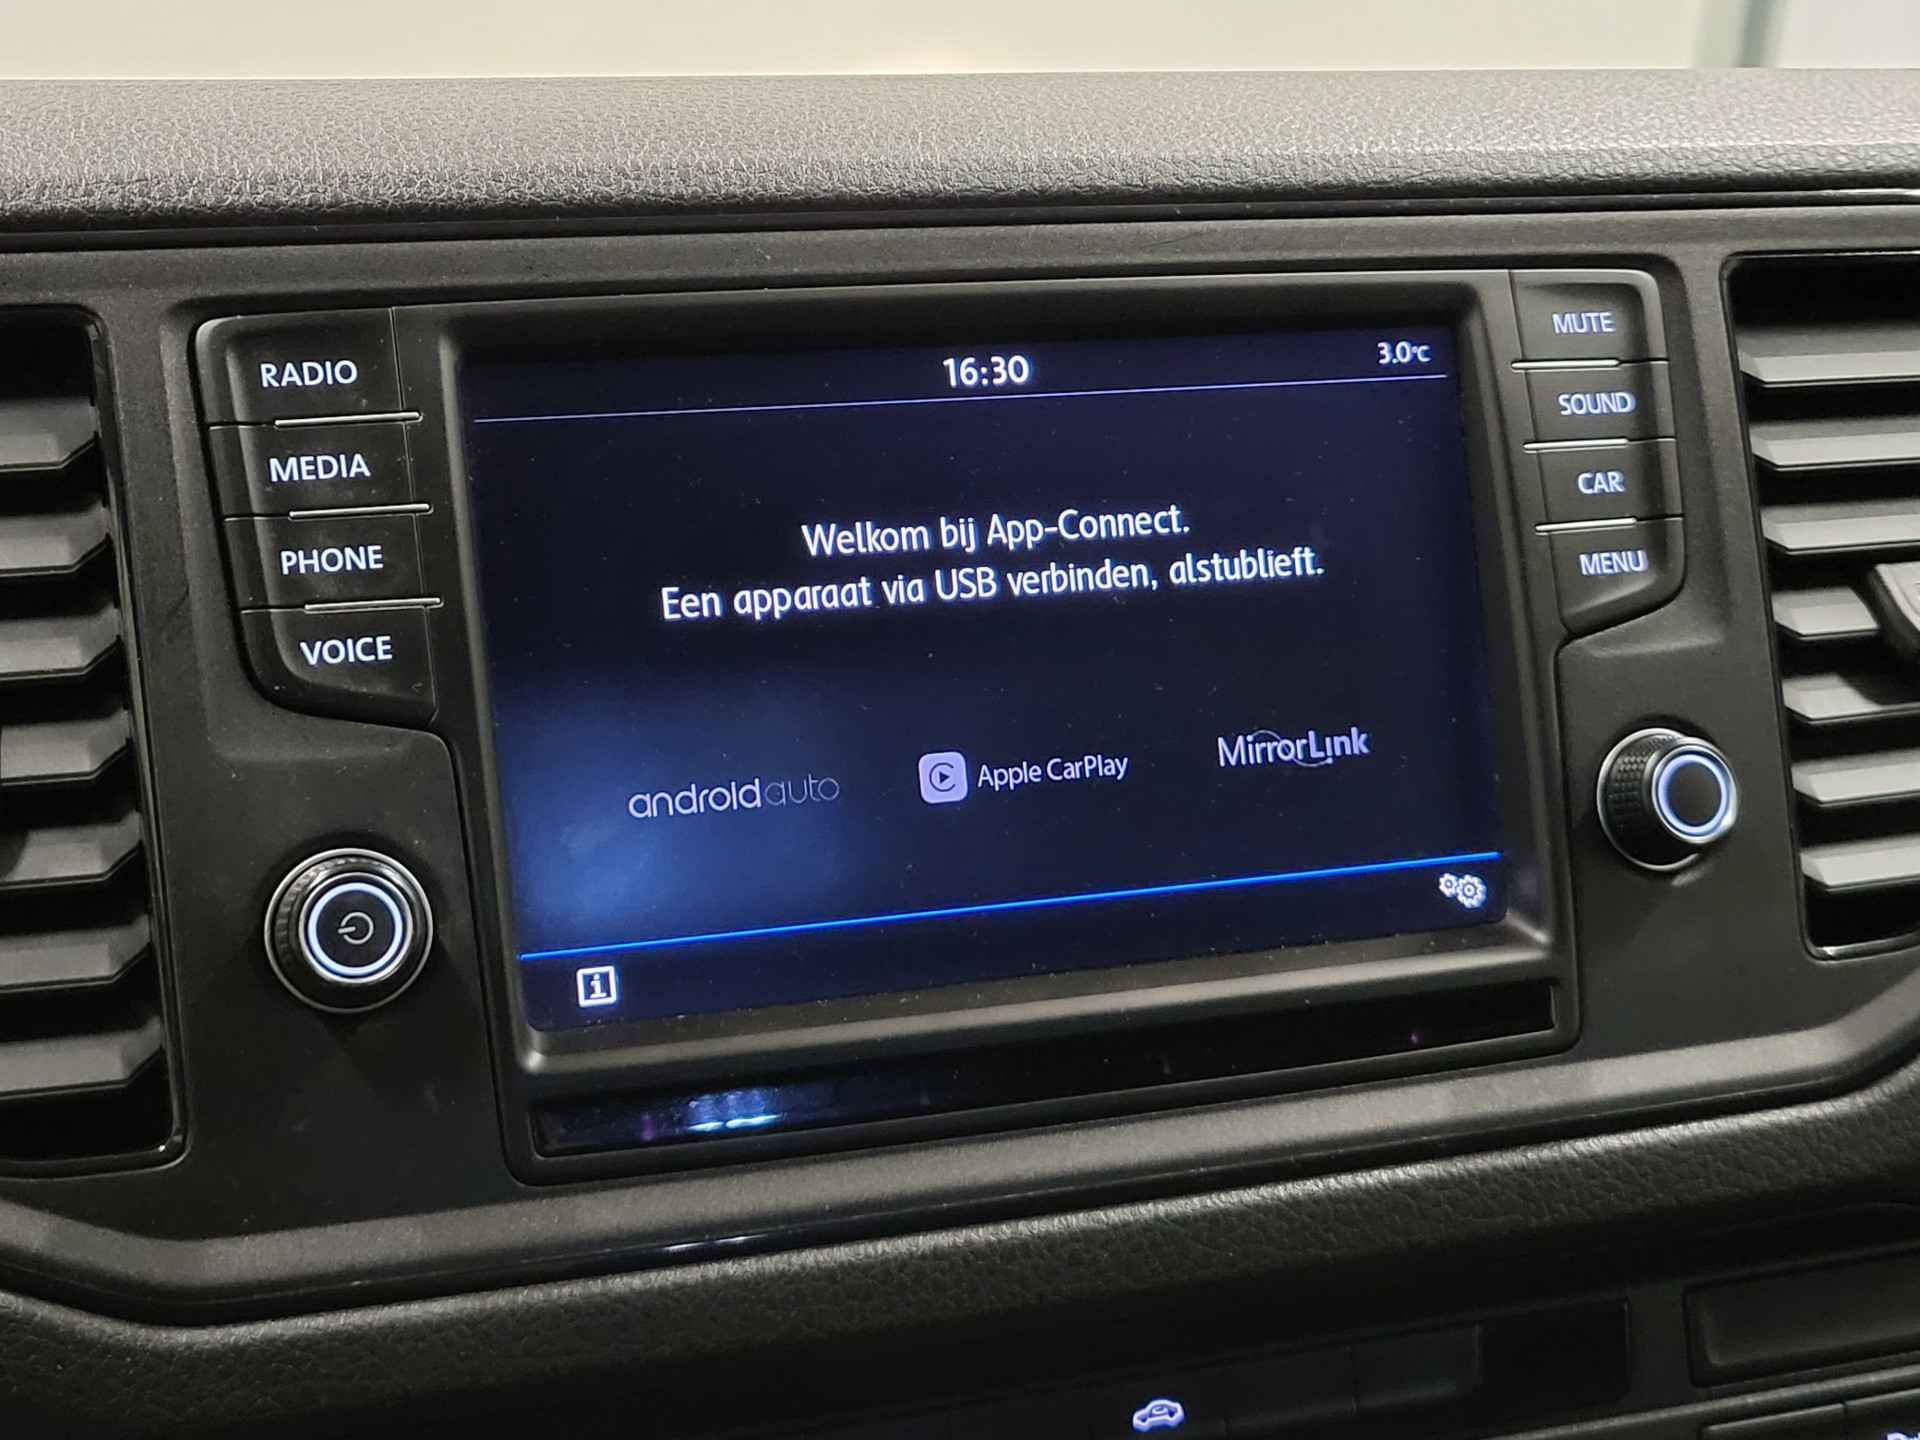 RADIO
MEDIA
PHONE
VOICE
16:30
3.0°C
Welkom bij App-Connect.
Een apparaat via USB verbinden, alstublieft.
androidauto
Apple CarPlay
MirrorLink
MUTE
SOUND
CAR
MENU